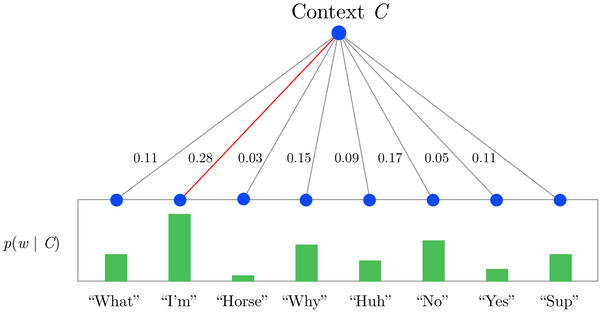 Context C
0.11 0.28 0.03 0.15 0.09 0.17 0.05 0.11
p(w | C)
“What” “I’m” “Horse” “Why” “Huh” “No” “Yes” “Sup”